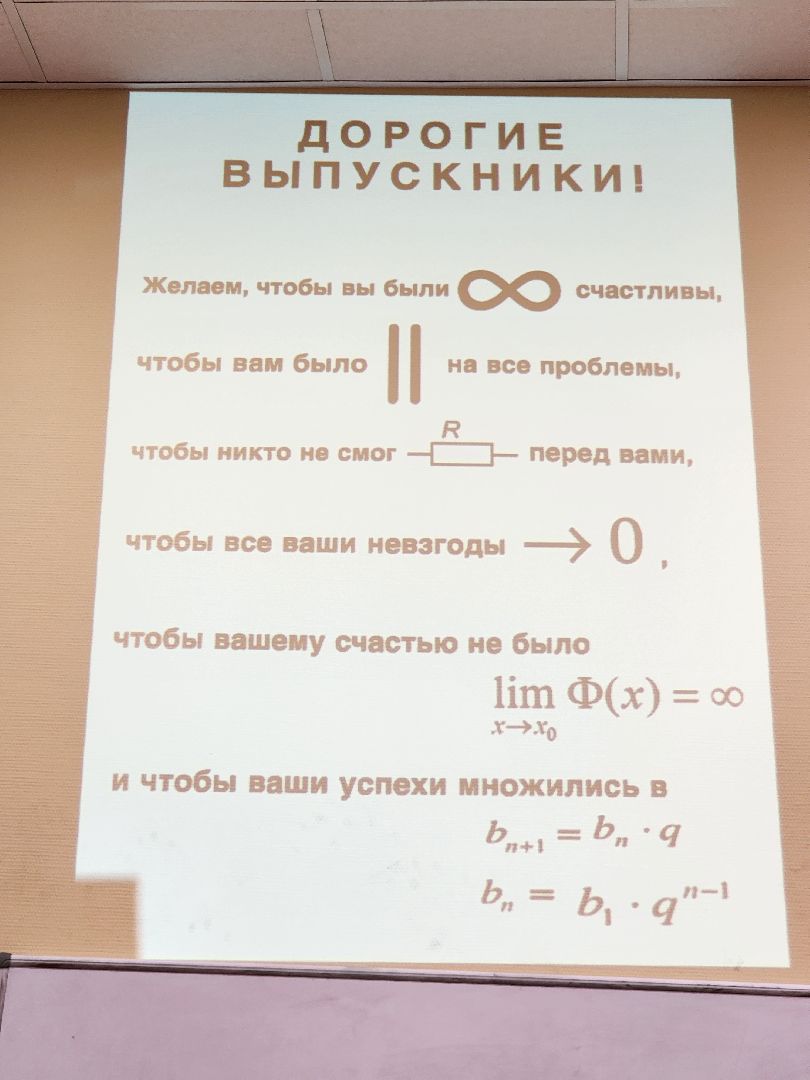 ДОРОГИЕ
ВЫПУСКНИКИ!
Желаем, чтобы вы были ∞ счастливы,
чтобы вам было || на все проблемы,
чтобы никто не смог R перед вами,
чтобы все ваши невзгоды → 0,
чтобы вашему счастью не было
lim Ф(x) = ∞
x→x₀
и чтобы ваши успехи множились в
bₙ₊₁ = bₙ · q
bₙ = b₁ · qⁿ⁻¹